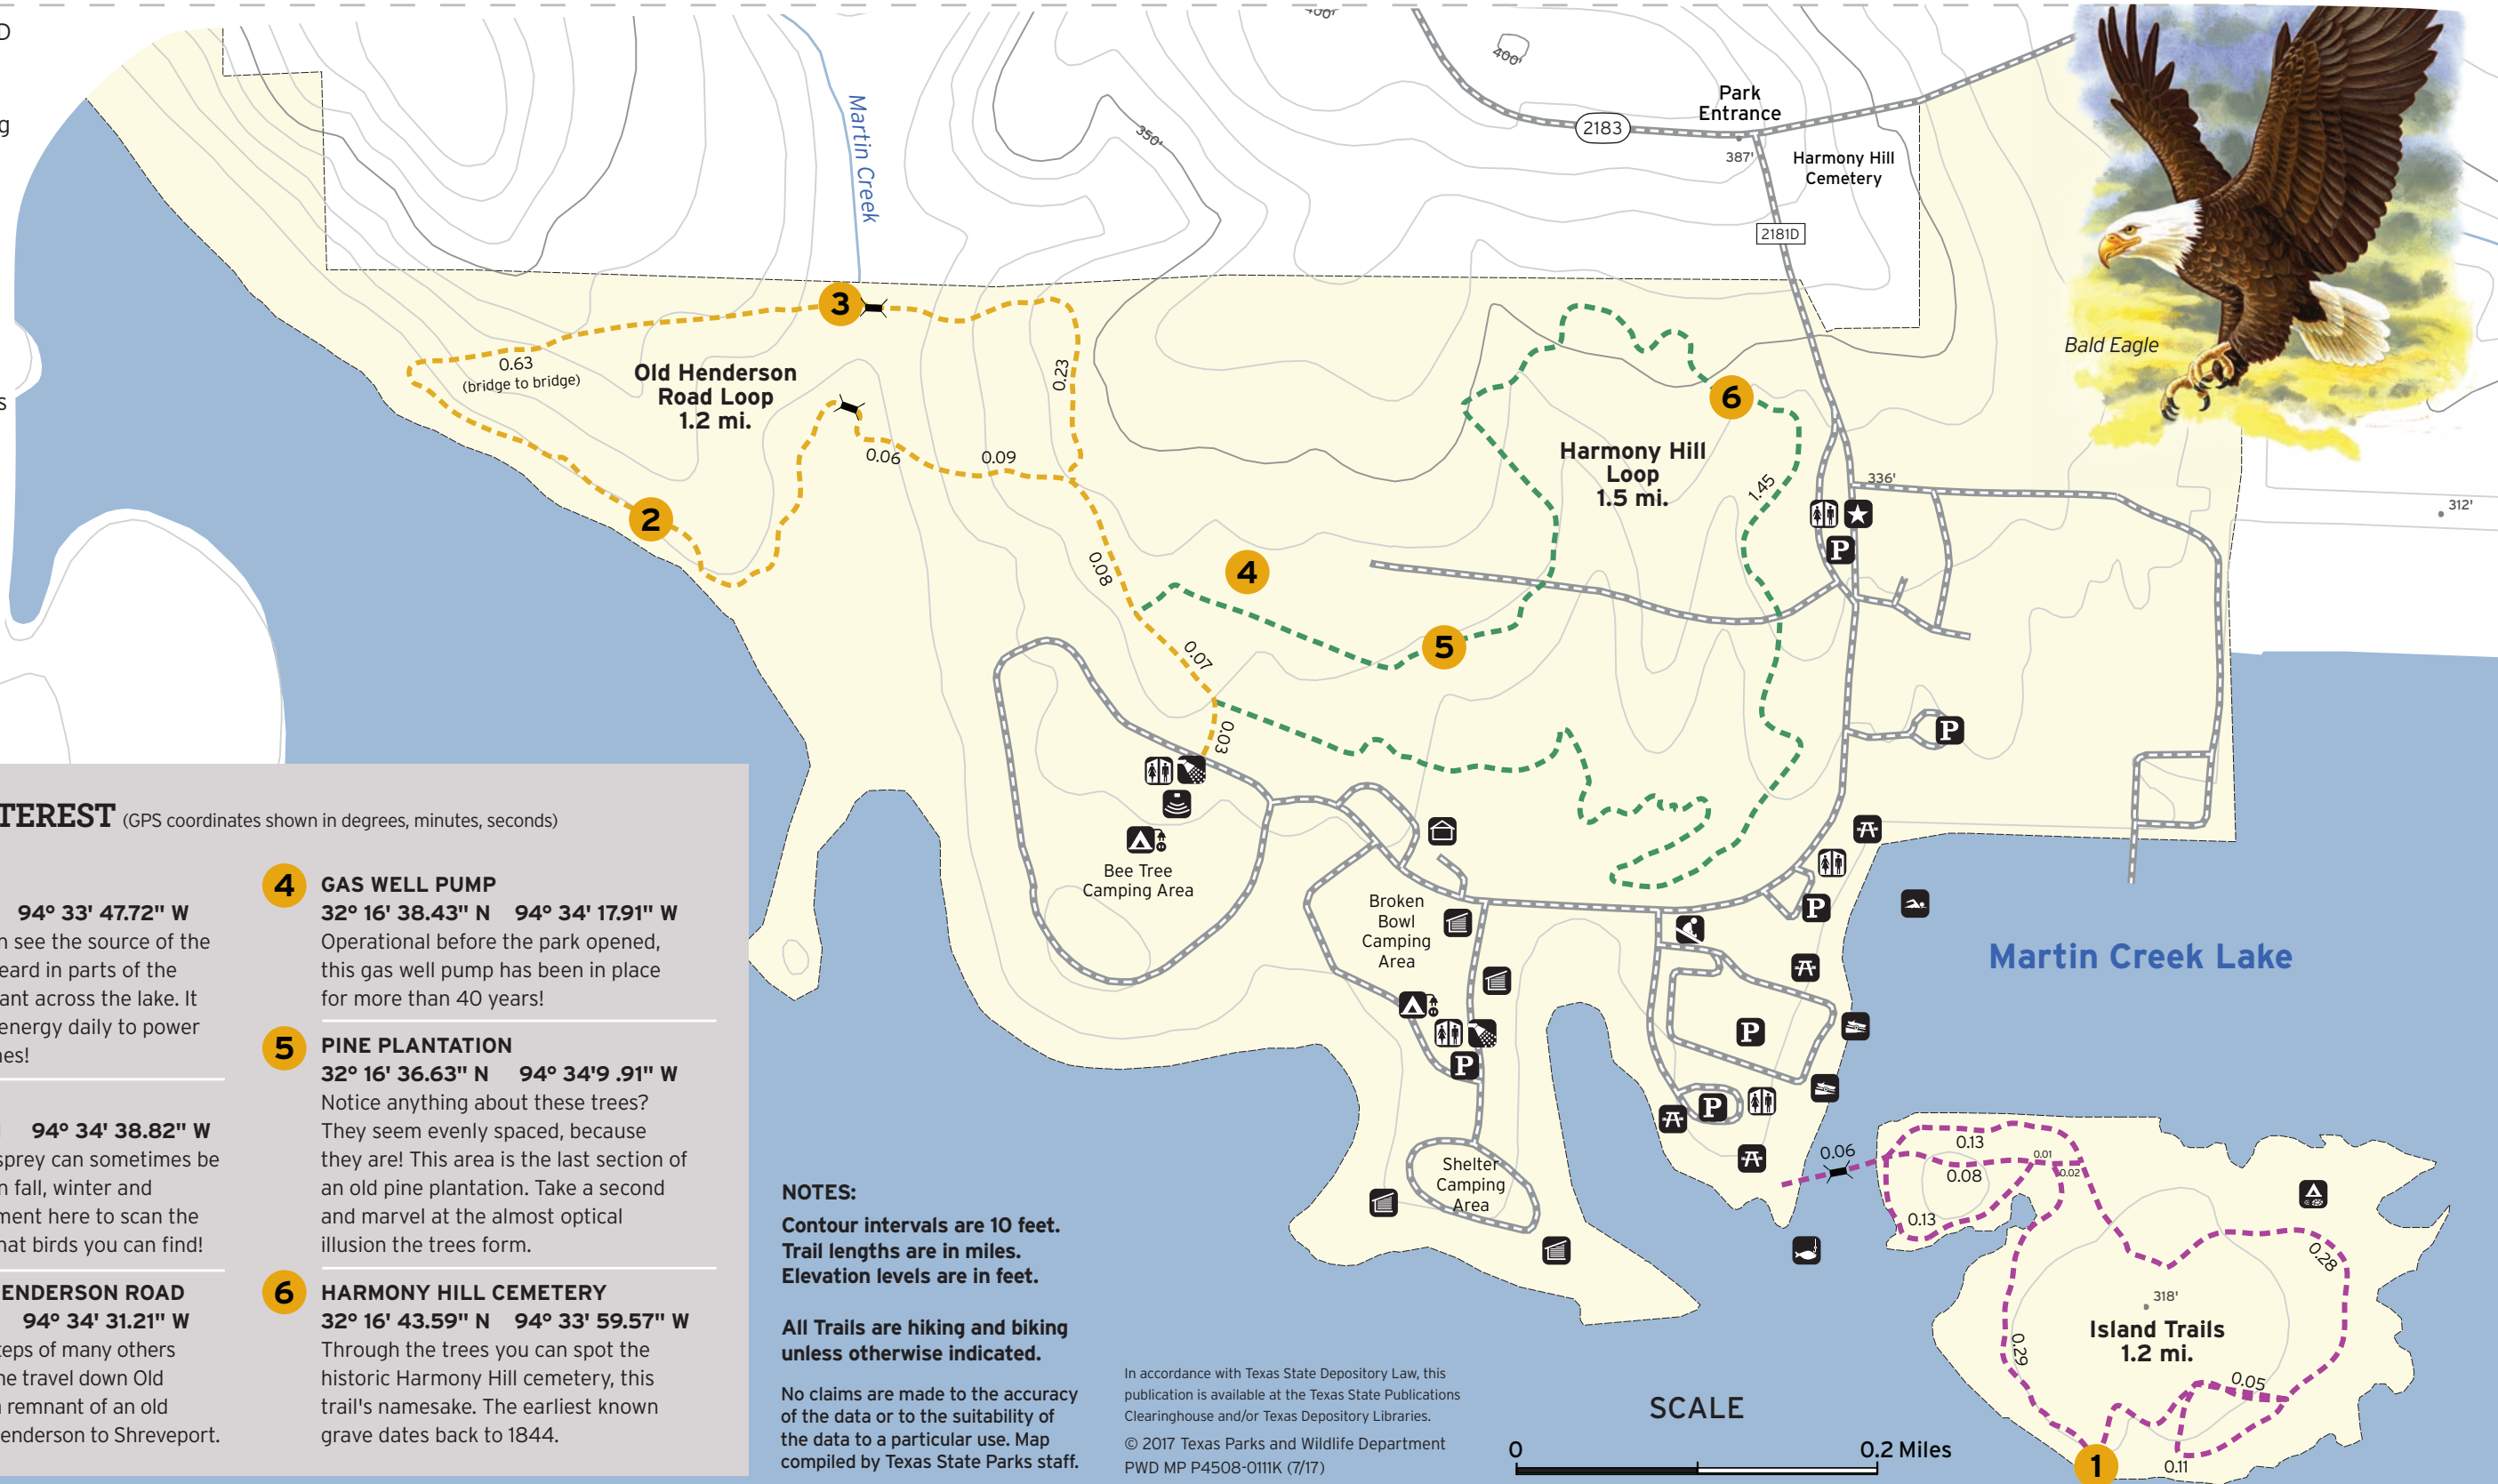 D
g
s
400'
400'
350'
Martin Creek
Park
Entrance
2183
387'
Harmony Hill
Cemetery
2181D
Bald Eagle
3
0.63
(bridge to bridge)
Old Henderson
Road Loop
1.2 mi.
0.23
0.06
0.09
2
0.08
0.07
0.03
6
Harmony Hill
Loop
1.5 mi.
1.45
336'
312'
P
4
5
P
Bee Tree
Camping Area
Broken
Bowl
Camping
Area
P
P
P
P
Shelter
Camping
Area
Martin Creek Lake
0.06
0.13
0.08
0.01
0.02
0.13
0.28
318'
Island Trails
1.2 mi.
0.29
0.05
0.11
1
TEREST (GPS coordinates shown in degrees, minutes, seconds)
94° 33' 47.72" W
n see the source of the
eard in parts of the
ant across the lake. It
energy daily to power
nes!
94° 34' 38.82" W
sprey can sometimes be
n fall, winter and
ment here to scan the
hat birds you can find!
ENDERSON ROAD
94° 34' 31.21" W
teps of many others
ne travel down Old
a remnant of an old
enderson to Shreveport.
4 GAS WELL PUMP
32° 16' 38.43" N 94° 34' 17.91" W
Operational before the park opened,
this gas well pump has been in place
for more than 40 years!
5 PINE PLANTATION
32° 16' 36.63" N 94° 34'9 .91" W
Notice anything about these trees?
They seem evenly spaced, because
they are! This area is the last section of
an old pine plantation. Take a second
and marvel at the almost optical
illusion the trees form.
6 HARMONY HILL CEMETERY
32° 16' 43.59" N 94° 33' 59.57" W
Through the trees you can spot the
historic Harmony Hill cemetery, this
trail's namesake. The earliest known
grave dates back to 1844.
NOTES:
Contour intervals are 10 feet.
Trail lengths are in miles.
Elevation levels are in feet.
All Trails are hiking and biking
unless otherwise indicated.
No claims are made to the accuracy
of the data or to the suitability of
the data to a particular use. Map
compiled by Texas State Parks staff.
In accordance with Texas State Depository Law, this
publication is available at the Texas State Publications
Clearinghouse and/or Texas Depository Libraries.
© 2017 Texas Parks and Wildlife Department
PWD MP P4508-0111K (7/17)
SCALE
0 0.2 Miles